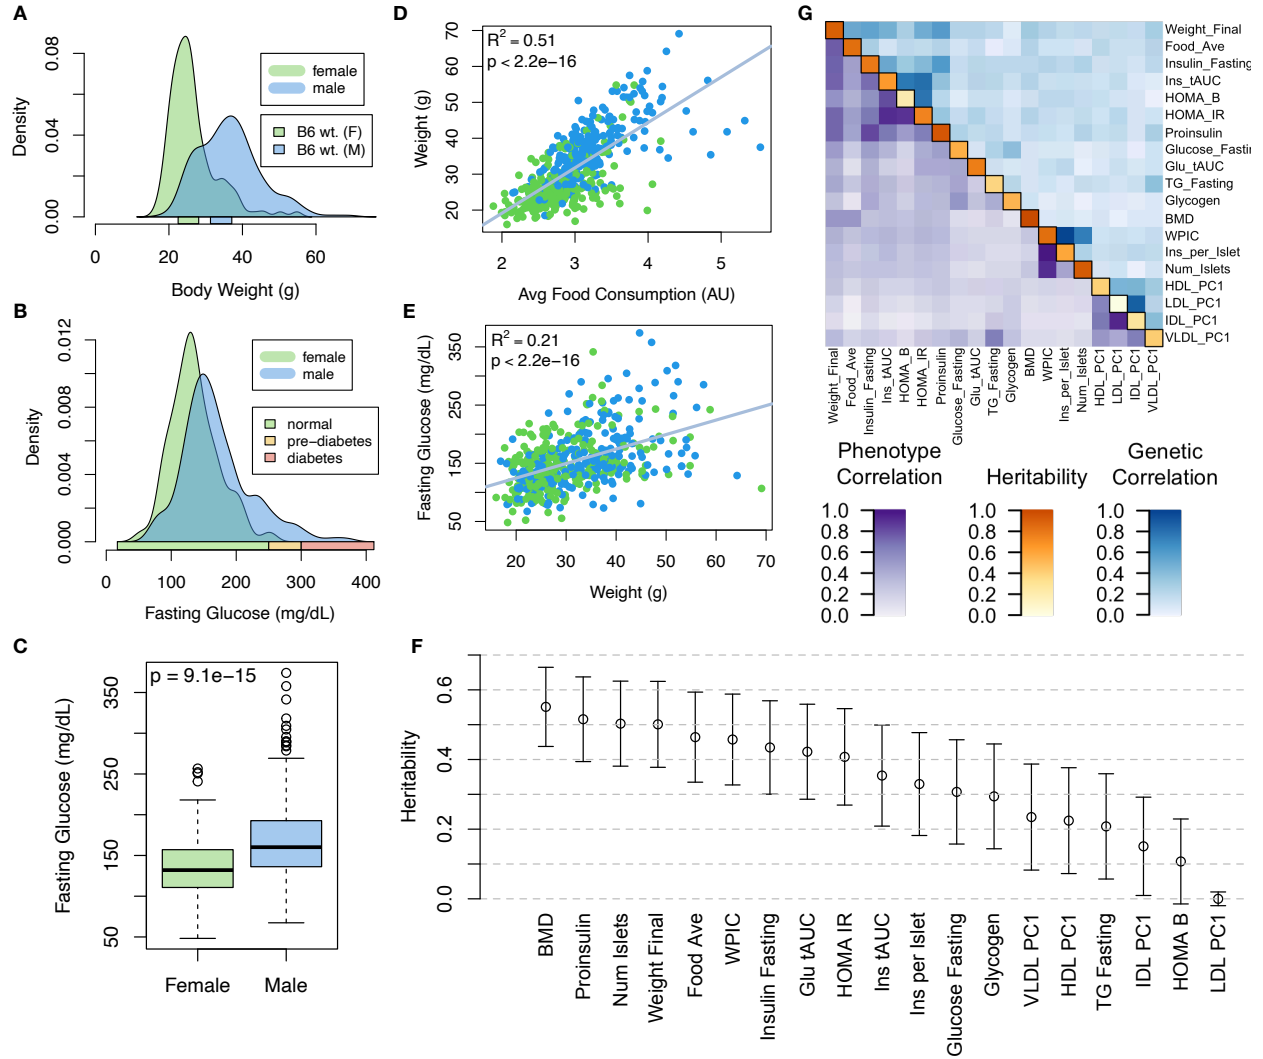 A
Density
0.00
0.04
0.08
female
male
B6 wt. (F)
B6 wt. (M)
0
20
40
60
Body Weight (g)
B
Density
0.000
0.004
0.008
0.012
female
male
normal
pre−diabetes
diabetes
0
100
200
300
400
Fasting Glucose (mg/dL)
C
Fasting Glucose (mg/dL)
50
150
250
350
p = 9.1e−15
Female
Male
D
Weight (g)
20
30
40
50
60
70
R² = 0.51
p < 2.2e−16
2
3
4
5
Avg Food Consumption (AU)
E
Fasting Glucose (mg/dL)
50
150
250
350
R² = 0.21
p < 2.2e−16
20
30
40
50
60
70
Weight (g)
F
Heritability
0.0
0.2
0.4
0.6
BMD
Proinsulin
Num Islets
Weight Final
Food Ave
WPIC
Insulin Fasting
Glu tAUC
HOMA IR
Ins tAUC
Ins per Islet
Glucose Fasting
Glycogen
VLDL PC1
HDL PC1
TG Fasting
IDL PC1
HOMA B
LDL PC1
G
Weight_Final
Food_Ave
Insulin_Fasting
Ins_tAUC
HOMA_B
HOMA_IR
Proinsulin
Glucose_Fastin
Glu_tAUC
TG_Fasting
Glycogen
BMD
WPIC
Ins_per_Islet
Num_Islets
HDL_PC1
LDL_PC1
IDL_PC1
VLDL_PC1
Weight_Final
Food_Ave
Insulin_Fasting
Ins_tAUC
HOMA_B
HOMA_IR
Proinsulin
Glucose_Fasting
Glu_tAUC
TG_Fasting
Glycogen
BMD
WPIC
Ins_per_Islet
Num_Islets
HDL_PC1
LDL_PC1
IDL_PC1
VLDL_PC1
Phenotype
Correlation
1.0
0.8
0.6
0.4
0.2
0.0
Heritability
1.0
0.8
0.6
0.4
0.2
0.0
Genetic
Correlation
1.0
0.8
0.6
0.4
0.2
0.0